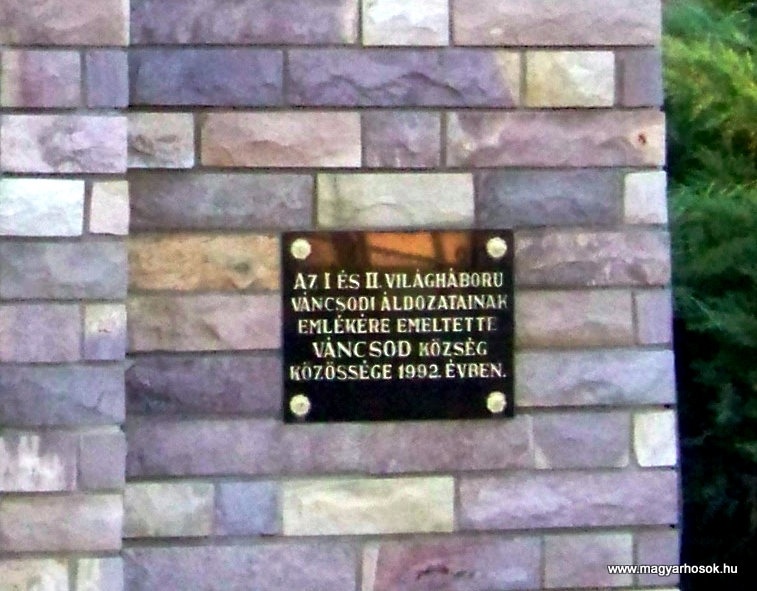 AZ I ÉS II. VILÁGHÁBORU
VÁNCSODI ÁLDOZATAINAK
EMLÉKÉRE EMELTETTE
VÁNCSOD KÖZSÉG
KÖZÖSSÉGE 1992. ÉVBEN.
www.magyarhosok.hu